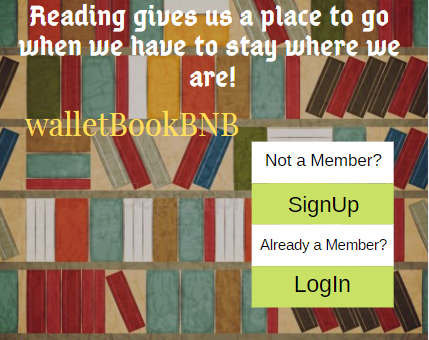 Reading gives us a place to go
when we have to stay where we
are!
walletBookBNB
Not a Member?
SignUp
Already a Member?
LogIn